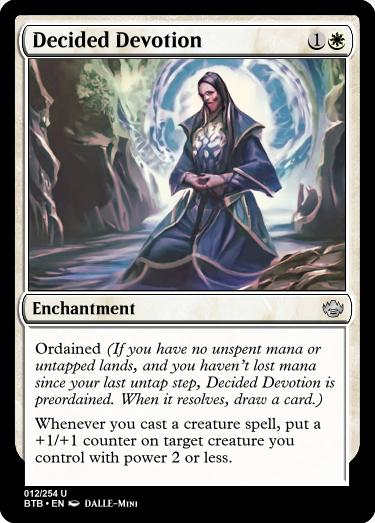 Decided Devotion 1
Enchantment
Ordained (If you have no unspent mana or
untapped lands, and you haven't lost mana
since your last untap step, Decided Devotion is
preordained. When it resolves, draw a card.)
Whenever you cast a creature spell, put a
+1/+1 counter on target creature you
control with power 2 or less.
012/254 U
BTB • EN DALLE-Mini